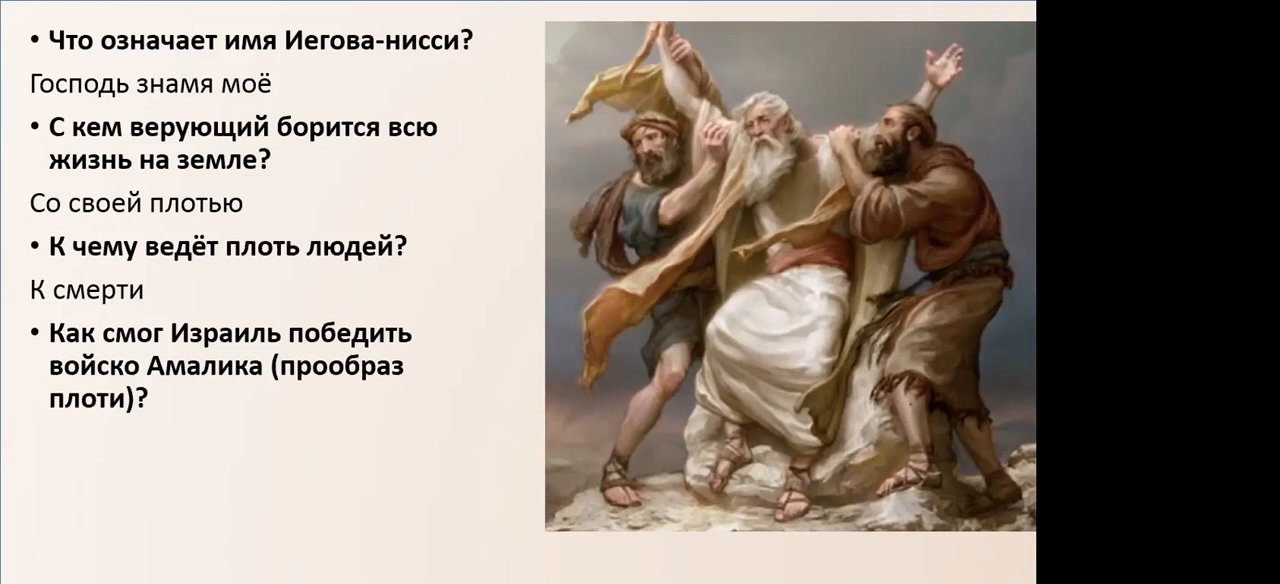 • Что означает имя Иегова-нисси?
Господь знамя моё
• С кем верующий борится всю
жизнь на земле?
Со своей плотью
• К чему ведёт плоть людей?
К смерти
• Как смог Израиль победить
войско Амалика (прообраз
плоти)?